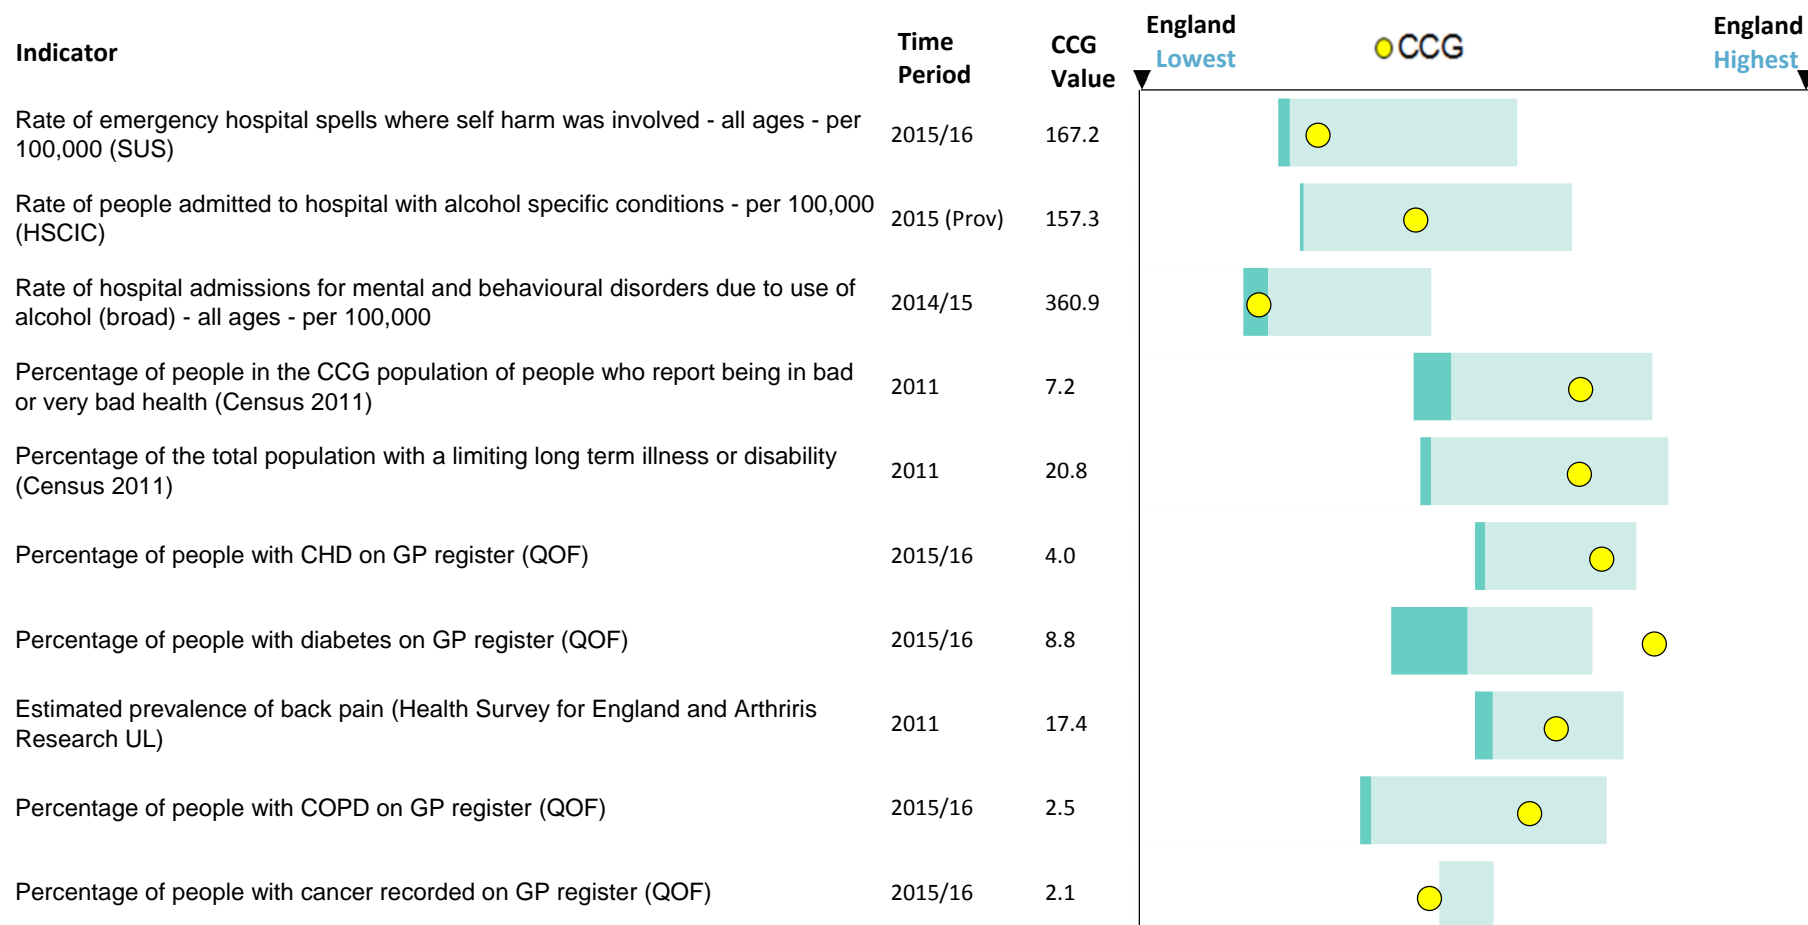 Indicator
Time
Period
CCG
Value
England
Lowest
CCG
England
Highest
Rate of emergency hospital spells where self harm was involved - all ages - per
100,000 (SUS)
2015/16
167.2
Rate of people admitted to hospital with alcohol specific conditions - per 100,000
(HSCIC)
2015 (Prov)
157.3
Rate of hospital admissions for mental and behavioural disorders due to use of
alcohol (broad) - all ages - per 100,000
2014/15
360.9
Percentage of people in the CCG population of people who report being in bad
or very bad health (Census 2011)
2011
7.2
Percentage of the total population with a limiting long term illness or disability
(Census 2011)
2011
20.8
Percentage of people with CHD on GP register (QOF)
2015/16
4.0
Percentage of people with diabetes on GP register (QOF)
2015/16
8.8
Estimated prevalence of back pain (Health Survey for England and Arthriris
Research UL)
2011
17.4
Percentage of people with COPD on GP register (QOF)
2015/16
2.5
Percentage of people with cancer recorded on GP register (QOF)
2015/16
2.1